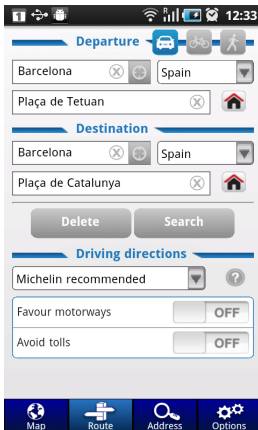 1 R 12:33
Departure
Barcelona Spain
Plaça de Tetuan
Destination
Barcelona Spain
Plaça de Catalunya
Delete Search
Driving directions
Michelin recommended ?
Favour motorways OFF
Avoid tolls OFF
Map Route Address Options